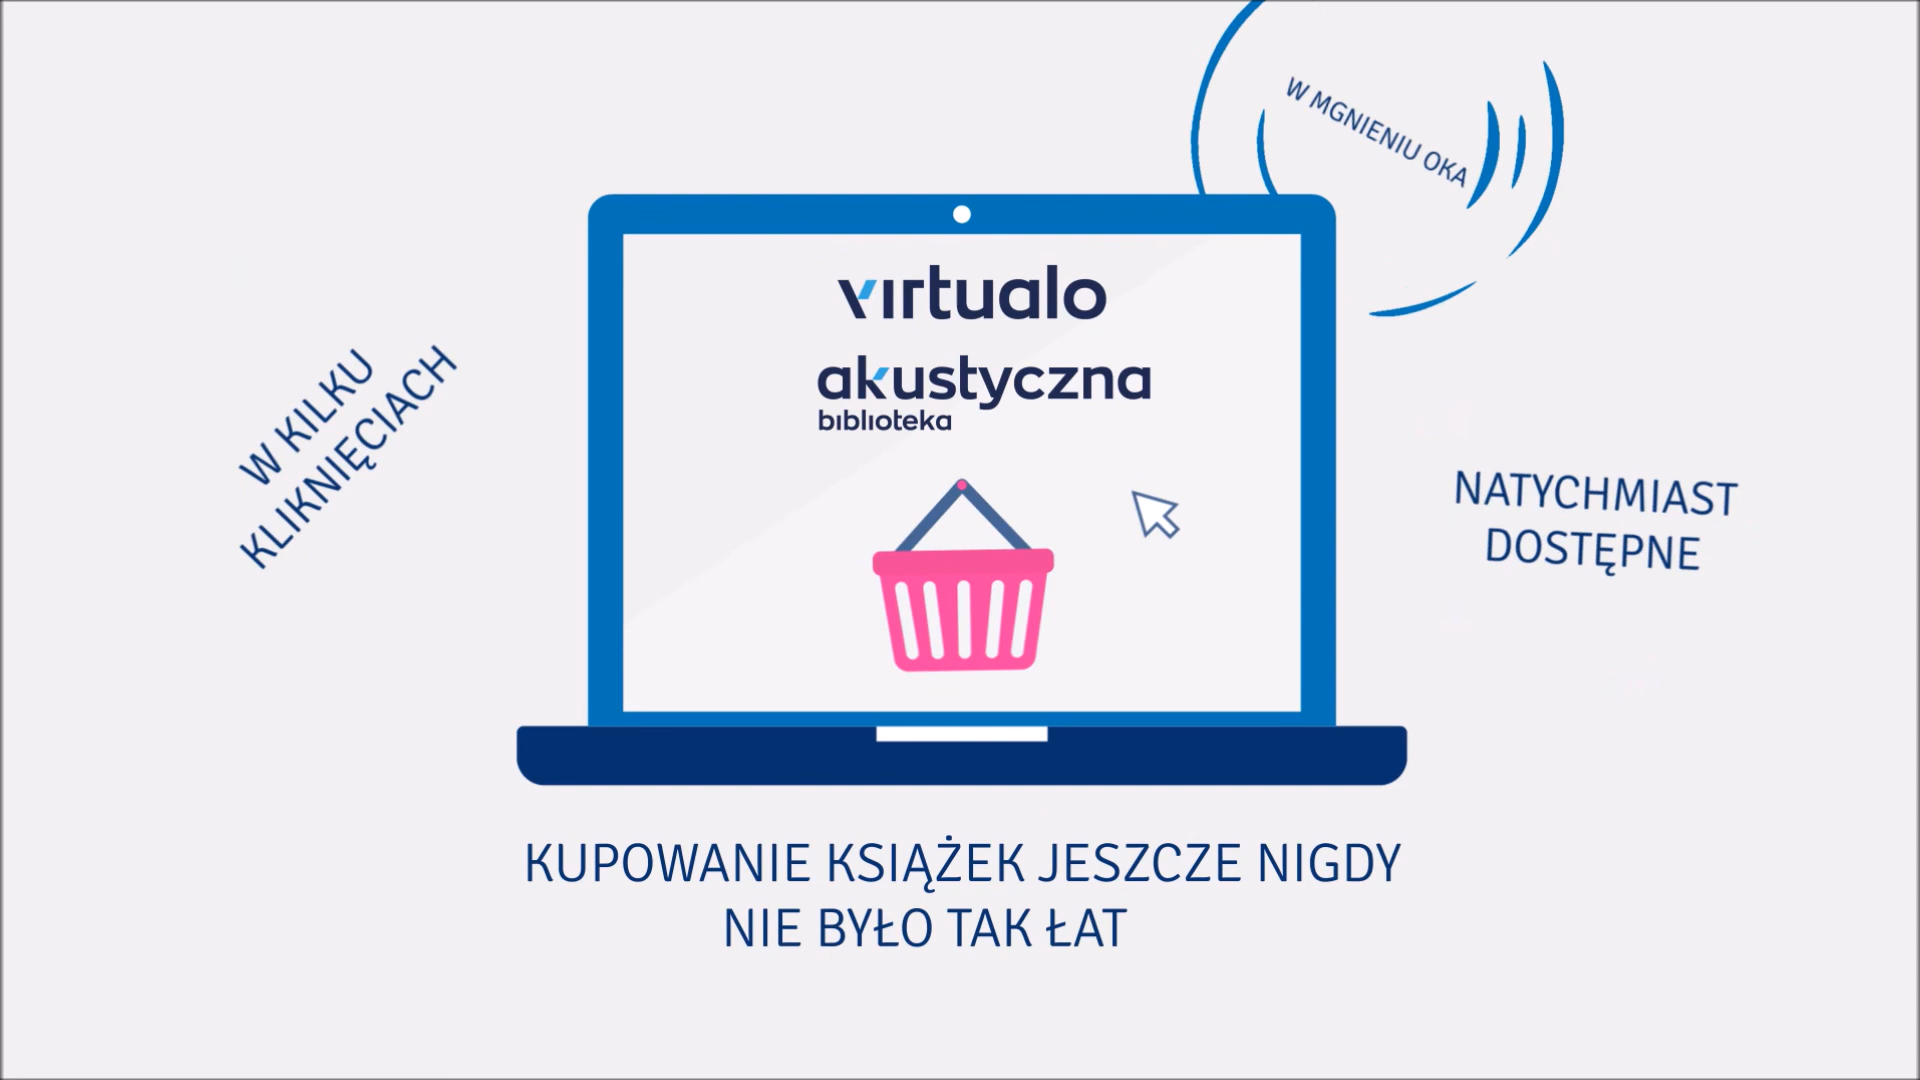 W MGNIENIU OKA
virtualo
akustyczna
biblioteka
W KILKU
KLIKNIĘCIACH
NATYCHMIAST
DOSTĘPNE
KUPOWANIE KSIĄŻEK JESZCZE NIGDY
NIE BYŁO TAK ŁAT